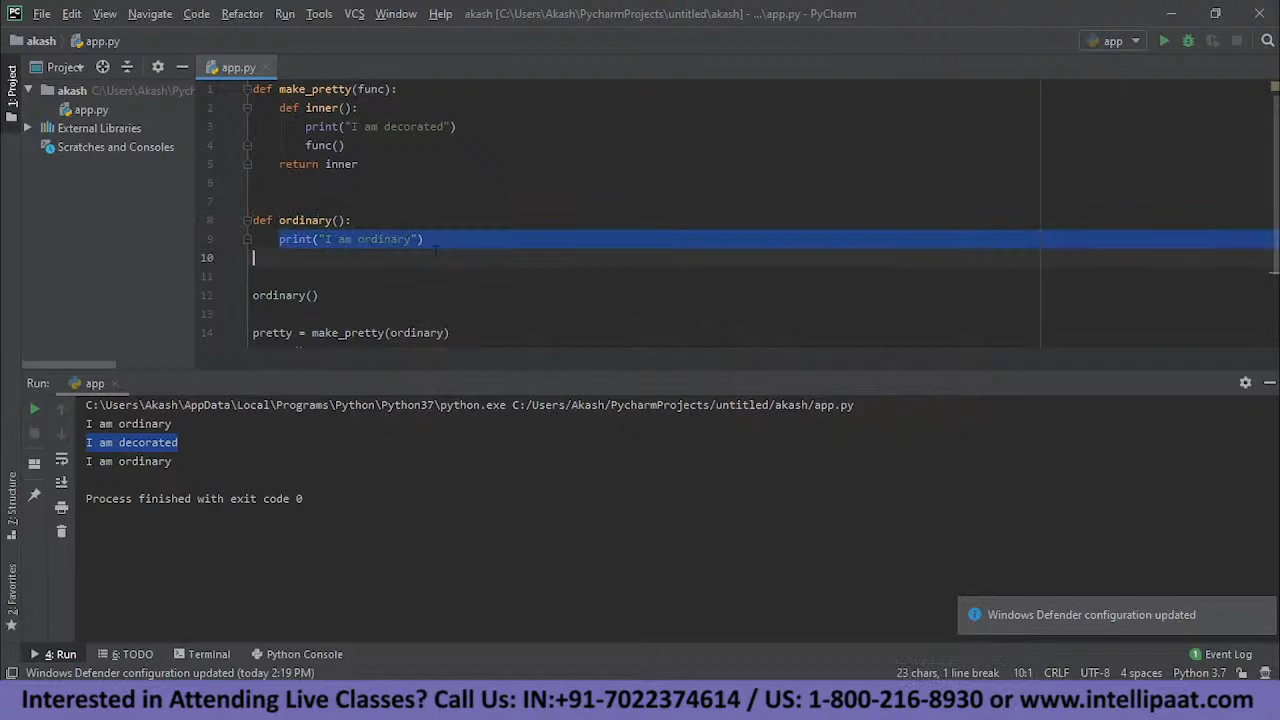 PC File Edit View Navigate Code Refactor Run Tools VCS Window Help akash [C:\Users\Akash\PycharmProjects\untitled\akash] - ...\app.py - PyCharm
akash app.py app
1: Project Project app.py
akash C:\Users\Akash\Pych
app.py
External Libraries
Scratches and Consoles
1 def make_pretty(func):
2 def inner():
3 print("I am decorated")
4 func()
5 return inner
6
7
8 def ordinary():
9 print("I am ordinary")
10
11
12 ordinary()
13
14 pretty = make_pretty(ordinary)
Run: app
C:\Users\Akash\AppData\Local\Programs\Python\Python37\python.exe C:/Users/Akash/PycharmProjects/untitled/akash/app.py
I am ordinary
I am decorated
I am ordinary
Process finished with exit code 0
Z: Structure
2: Favorites
Windows Defender configuration updated
4: Run 6: TODO Terminal Python Console 1 Event Log
Windows Defender configuration updated (today 2:19 PM) 23 chars, 1 line break 10:1 CRLF UTF-8 4 spaces Python 3.7
Interested in Attending Live Classes? Call Us: IN:+91-7022374614 / US: 1-800-216-8930 or www.intellipaat.com